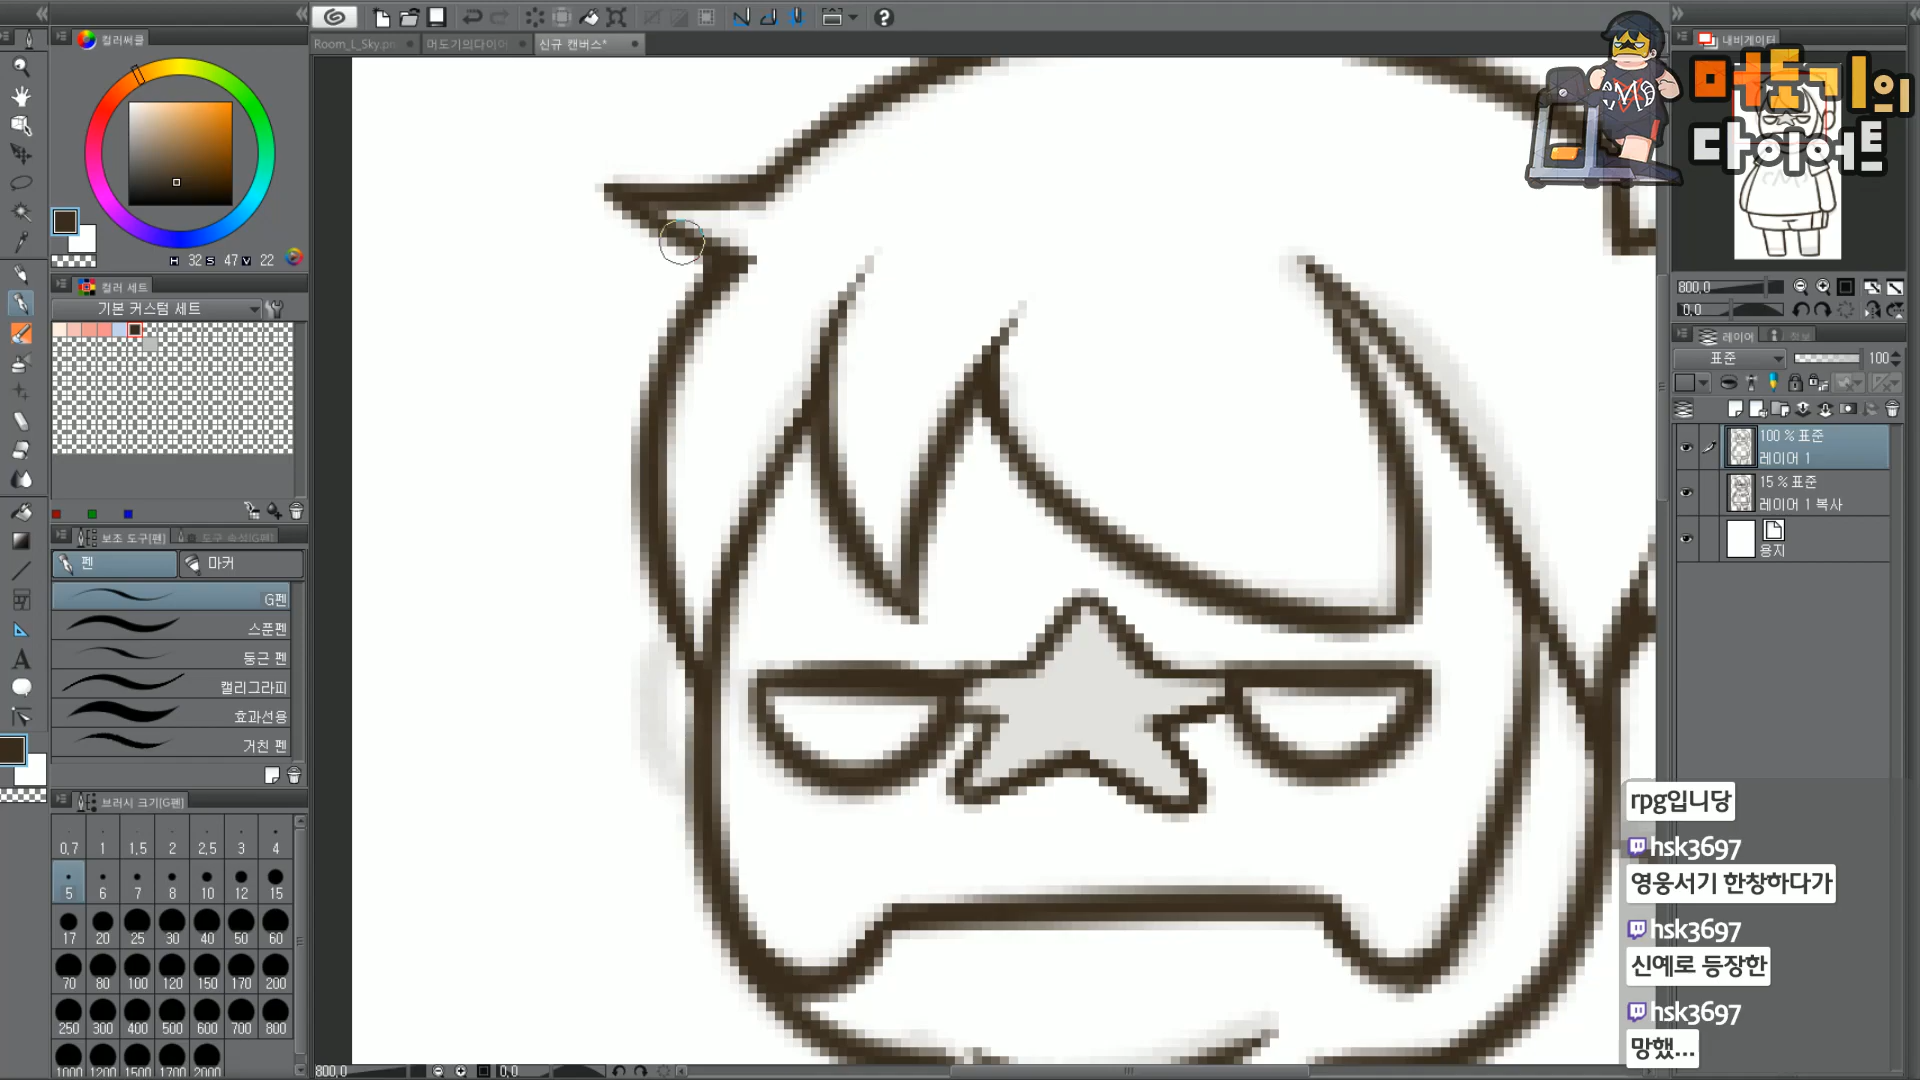 컬러써클
Room_L_Sky.pn
머도기의다이어
신규 캔버스*
내비게이터
머도기의
다이어트
H 32 S 47 V 22
컬러 세트
기본 커스텀 세트
800,0
0,0
레이어
정보
표준
100
100 % 표준
레이어 1
15 % 표준
레이어 1 복사
용지
보조 도구[펜]
도구 속성[G펜]
펜
마커
G펜
스푼펜
둥근 펜
캘리그라피
효과선용
거친 펜
브러시 크기[G펜]
0,7 1 1,5 2 2,5 3 4
5 6 7 8 10 12 15
17 20 25 30 40 50 60
70 80 100 120 150 170 200
250 300 400 500 600 700 800
1000 1200 1500 1700 2000
rpg입니당
hsk3697
영웅서기 한창하다가
hsk3697
신예로 등장한
hsk3697
망했...
800,0
0,0